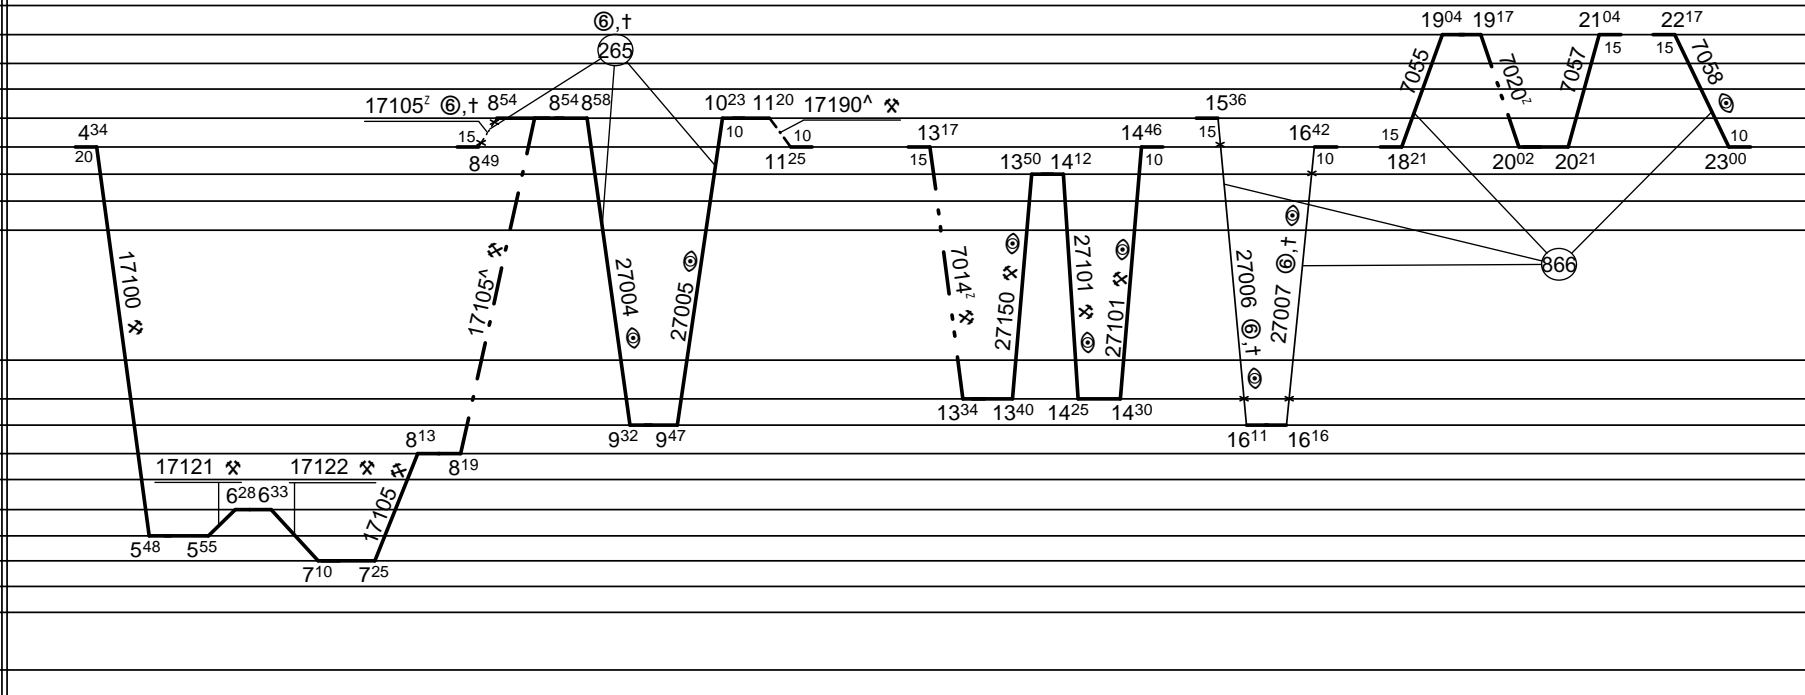 ⑥,†
265
19⁰⁴ 19¹⁷ 21⁰⁴ 22¹⁷
15 15
17105ᶻ ⑥,† 8⁵⁴ 8⁵⁴ 8⁵⁸ 10²³ 11²⁰ 17190^ ⚒ 15³⁶
7055 7020ᶻ 7057 7058
4³⁴ 15 10 10 13¹⁷ 14⁴⁶ 15 16⁴² 15 10
20 8⁴⁹ 11²⁵ 15 13⁵⁰ 14¹² 10 10 18²¹ 20⁰² 20²¹ 23⁰⁰
17100 ⚒
17105^ ⚒
27004
27005
7014ᶻ ⚒
27150 ⚒
27101 ⚒
27101 ⚒
27006 ⑥,†
27007 ⑥,†
866
13³⁴ 13⁴⁰ 14²⁵ 14³⁰
8¹³ 8¹⁹ 9³² 9⁴⁷ 16¹¹ 16¹⁶
17121 ⚒ 17122 ⚒
6²⁸ 6³³
17105 ⚒
5⁴⁸ 5⁵⁵
7¹⁰ 7²⁵